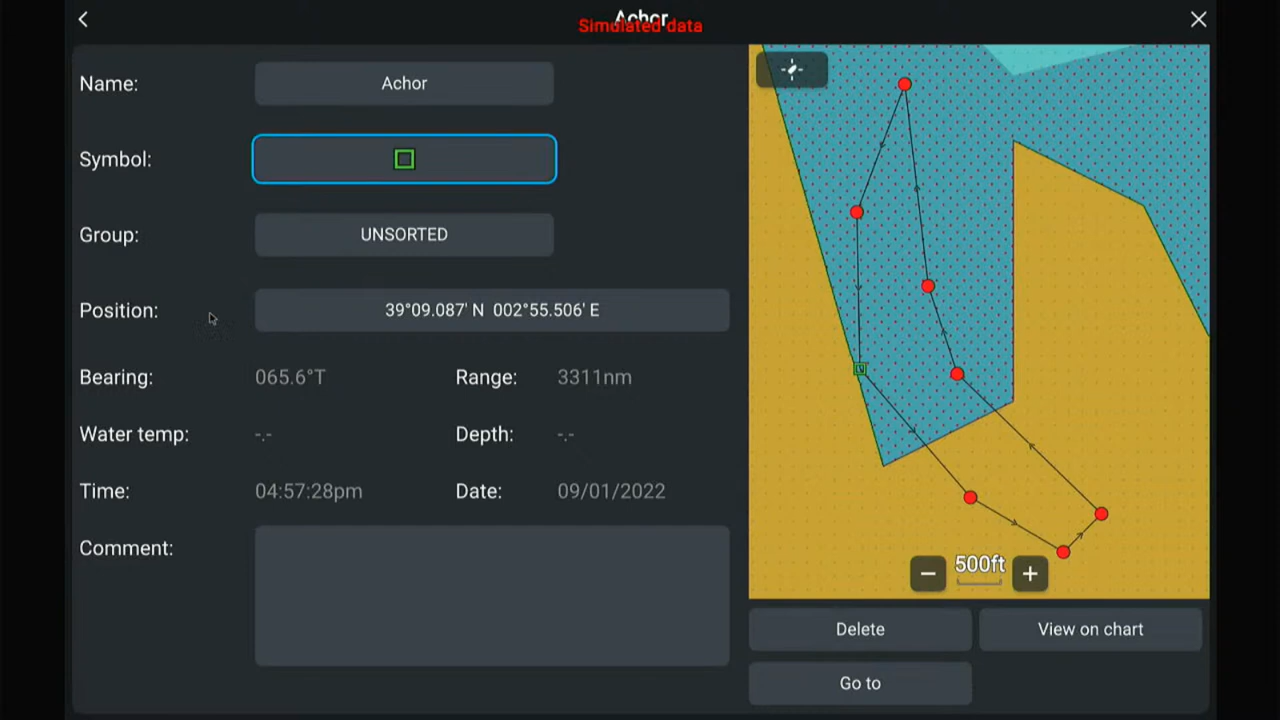 Achor
Simulated data
Name:
Achor
Symbol:
Group:
UNSORTED
Position:
39°09.087' N 002°55.506' E
Bearing:
065.6°T
Range:
3311nm
Water temp:
-.-
Depth:
-.-
Time:
04:57:28pm
Date:
09/01/2022
Comment:
500ft
Delete
View on chart
Go to